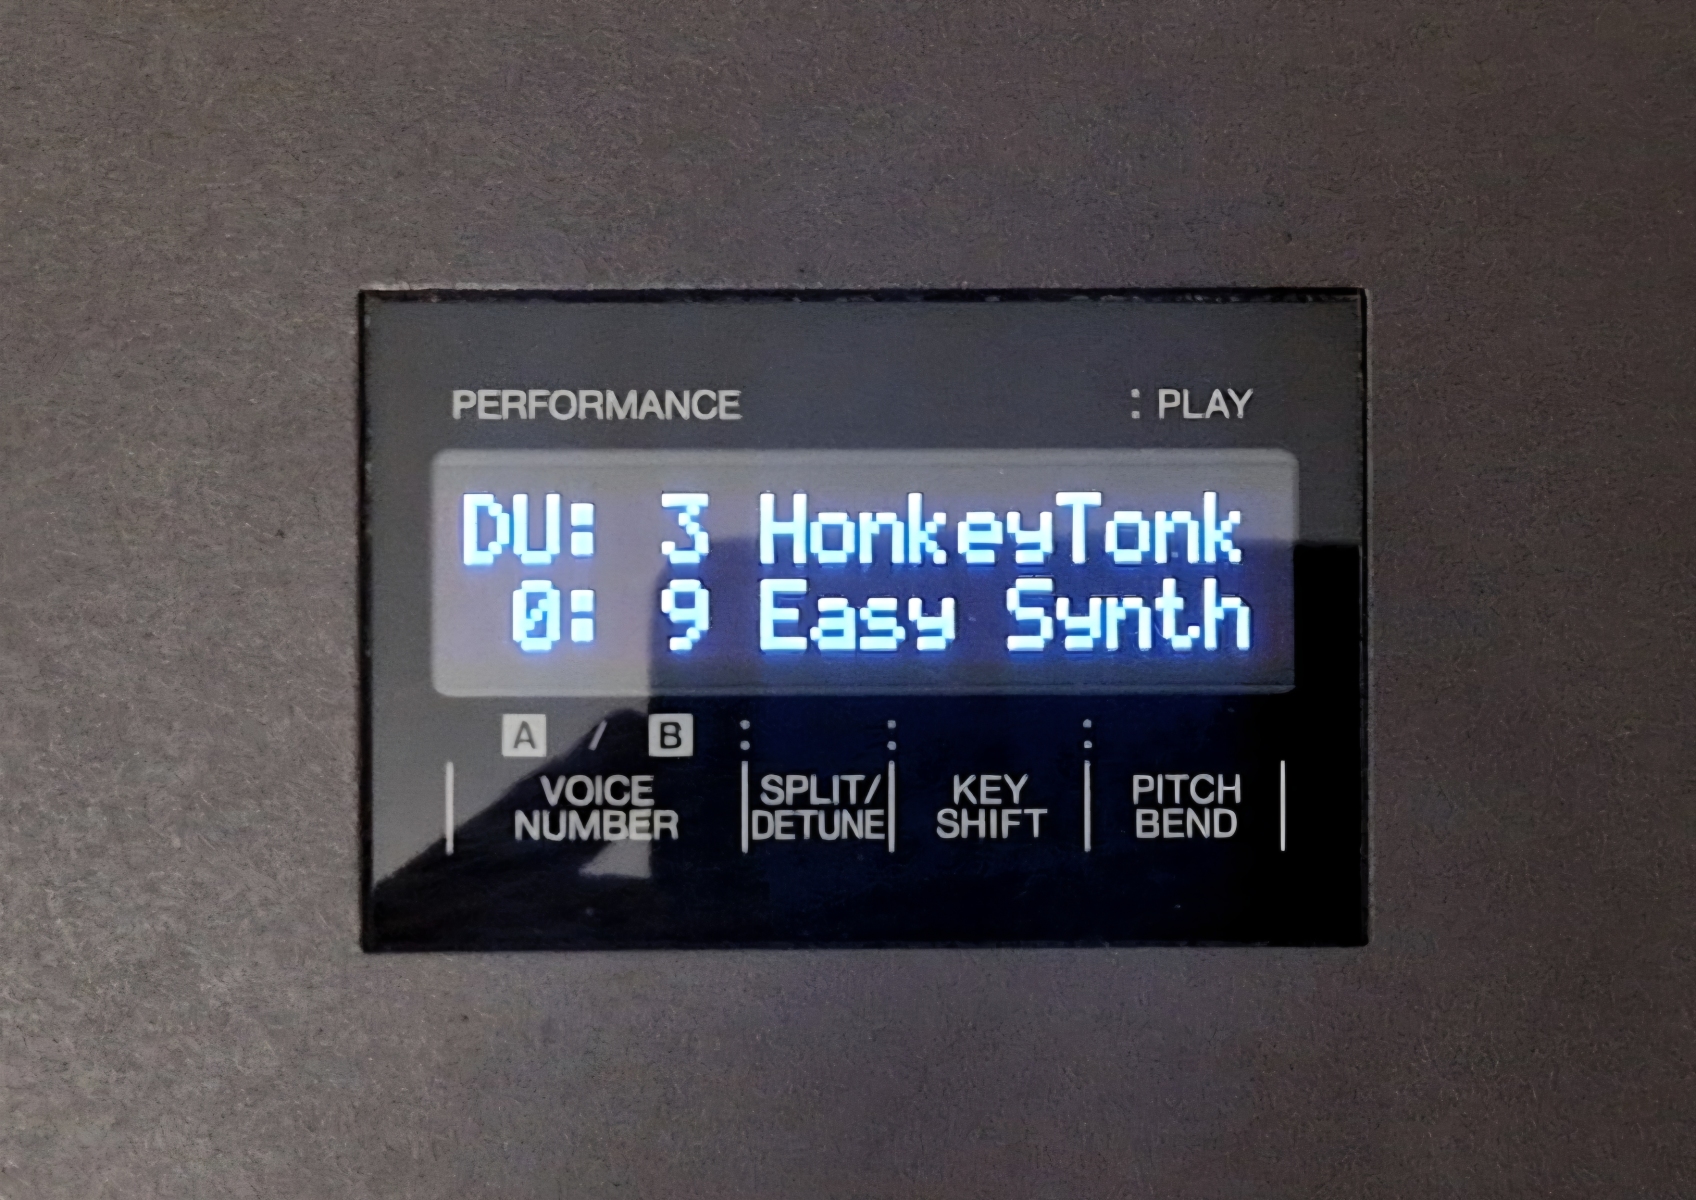 PERFORMANCE : PLAY
DU: 3 HonkeyTonk
0: 9 Easy Synth
A / B
VOICE NUMBER
SPLIT/ DETUNE
KEY SHIFT
PITCH BEND